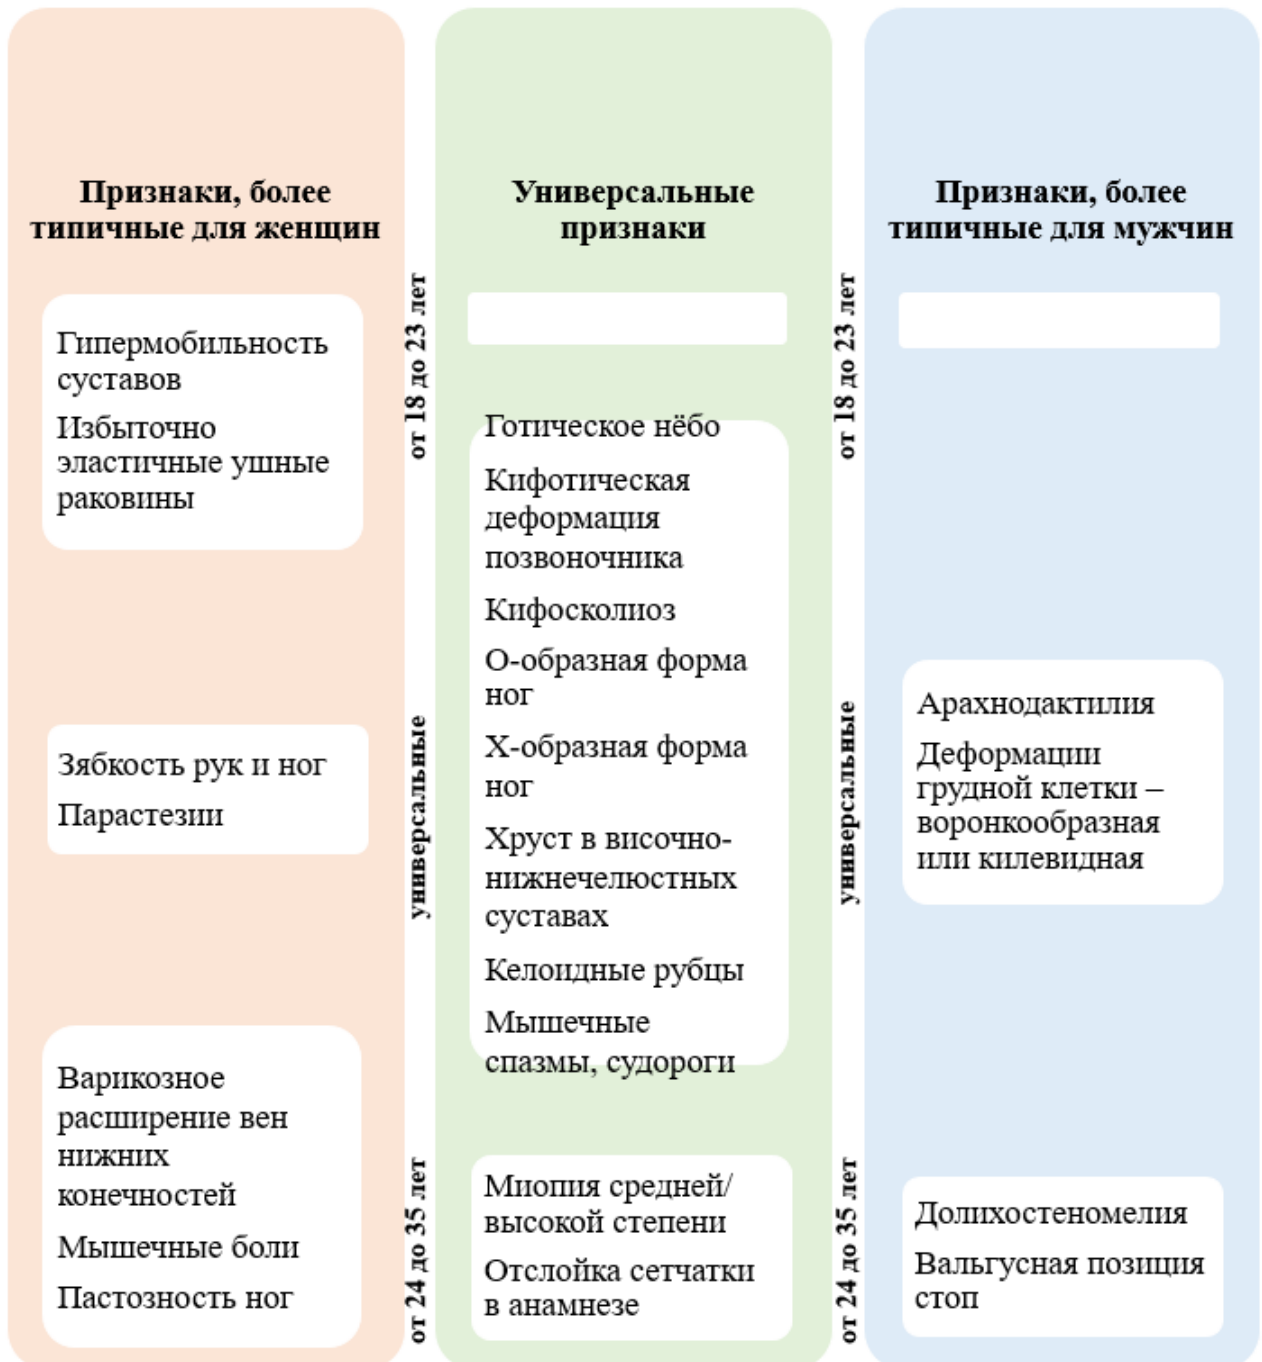 Признаки, более
типичные для женщин
Гипермобильность
суставов
Избыточно
эластичные ушные
раковины
Зябкость рук и ног
Парастезии
Варикозное
расширение вен
нижних
конечностей
Мышечные боли
Пастозность ног
от 18 до 23 лет
универсальные
от 24 до 35 лет
Универсальные
признаки
Готическое нёбо
Кифотическая
деформация
позвоночника
Кифосколиоз
О-образная форма
ног
Х-образная форма
ног
Хруст в височно-
нижнечелюстных
суставах
Келоидные рубцы
Мышечные
спазмы, судороги
Миопия средней/
высокой степени
Отслойка сетчатки
в анамнезе
от 18 до 23 лет
универсальные
от 24 до 35 лет
Признаки, более
типичные для мужчин
Арахнодактилия
Деформации
грудной клетки –
воронкообразная
или килевидная
Долихостеномелия
Вальгусная позиция
стоп